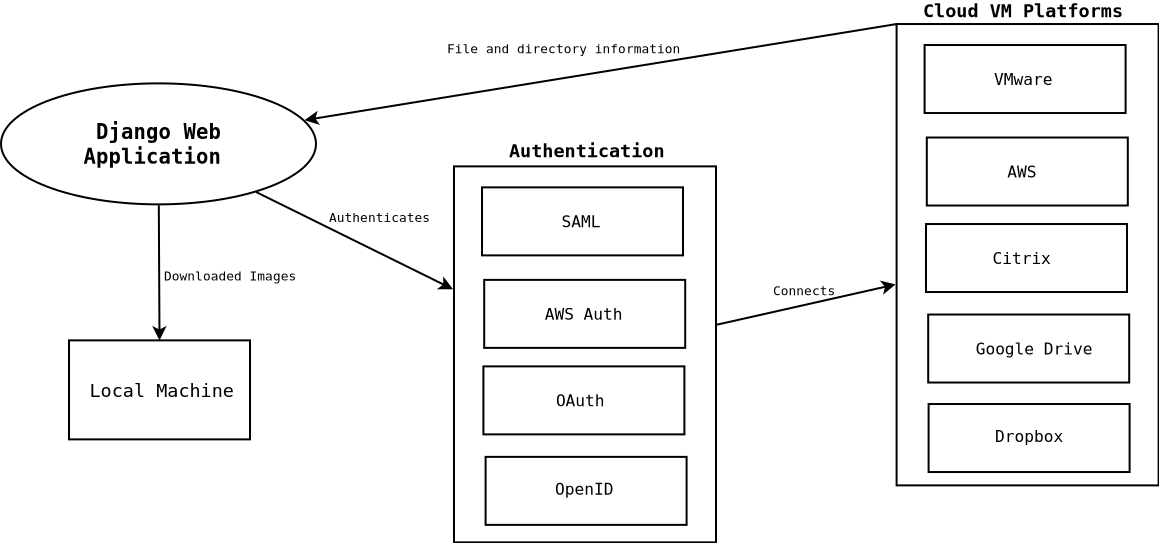 Cloud VM Platforms
File and directory information
VMware
Django Web
Application
Authentication
AWS
SAML
Authenticates
Citrix
Downloaded Images
Connects
AWS Auth
Google Drive
Local Machine
OAuth
Dropbox
OpenID